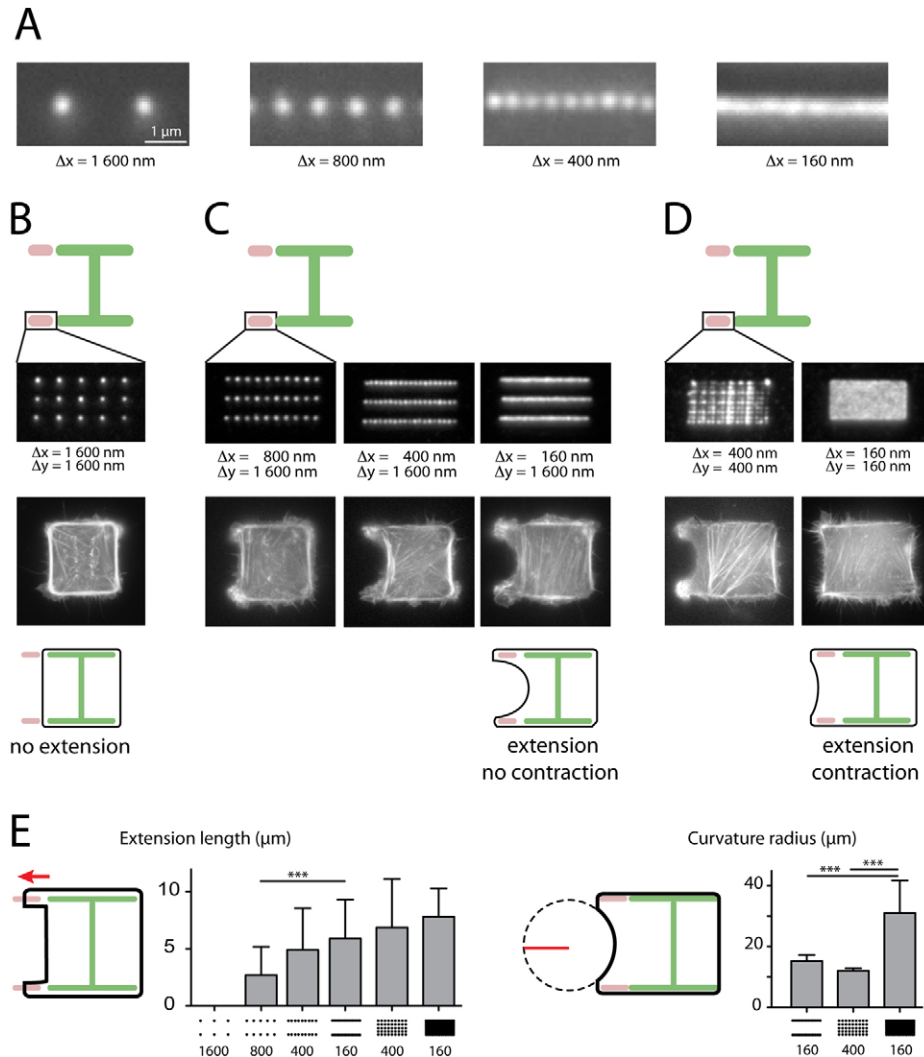 A
1 µm
Δx = 1 600 nm
Δx = 800 nm
Δx = 400 nm
Δx = 160 nm
B
C
D
Δx = 1 600 nm
Δy = 1 600 nm
Δx = 800 nm
Δy = 1 600 nm
Δx = 400 nm
Δy = 1 600 nm
Δx = 160 nm
Δy = 1 600 nm
Δx = 400 nm
Δy = 400 nm
Δx = 160 nm
Δy = 160 nm
no extension
extension
no contraction
extension
contraction
E
Extension length (µm)
10
5
0
***
1600
800
400
160
400
160
Curvature radius (µm)
40
20
0
***
***
160
400
160